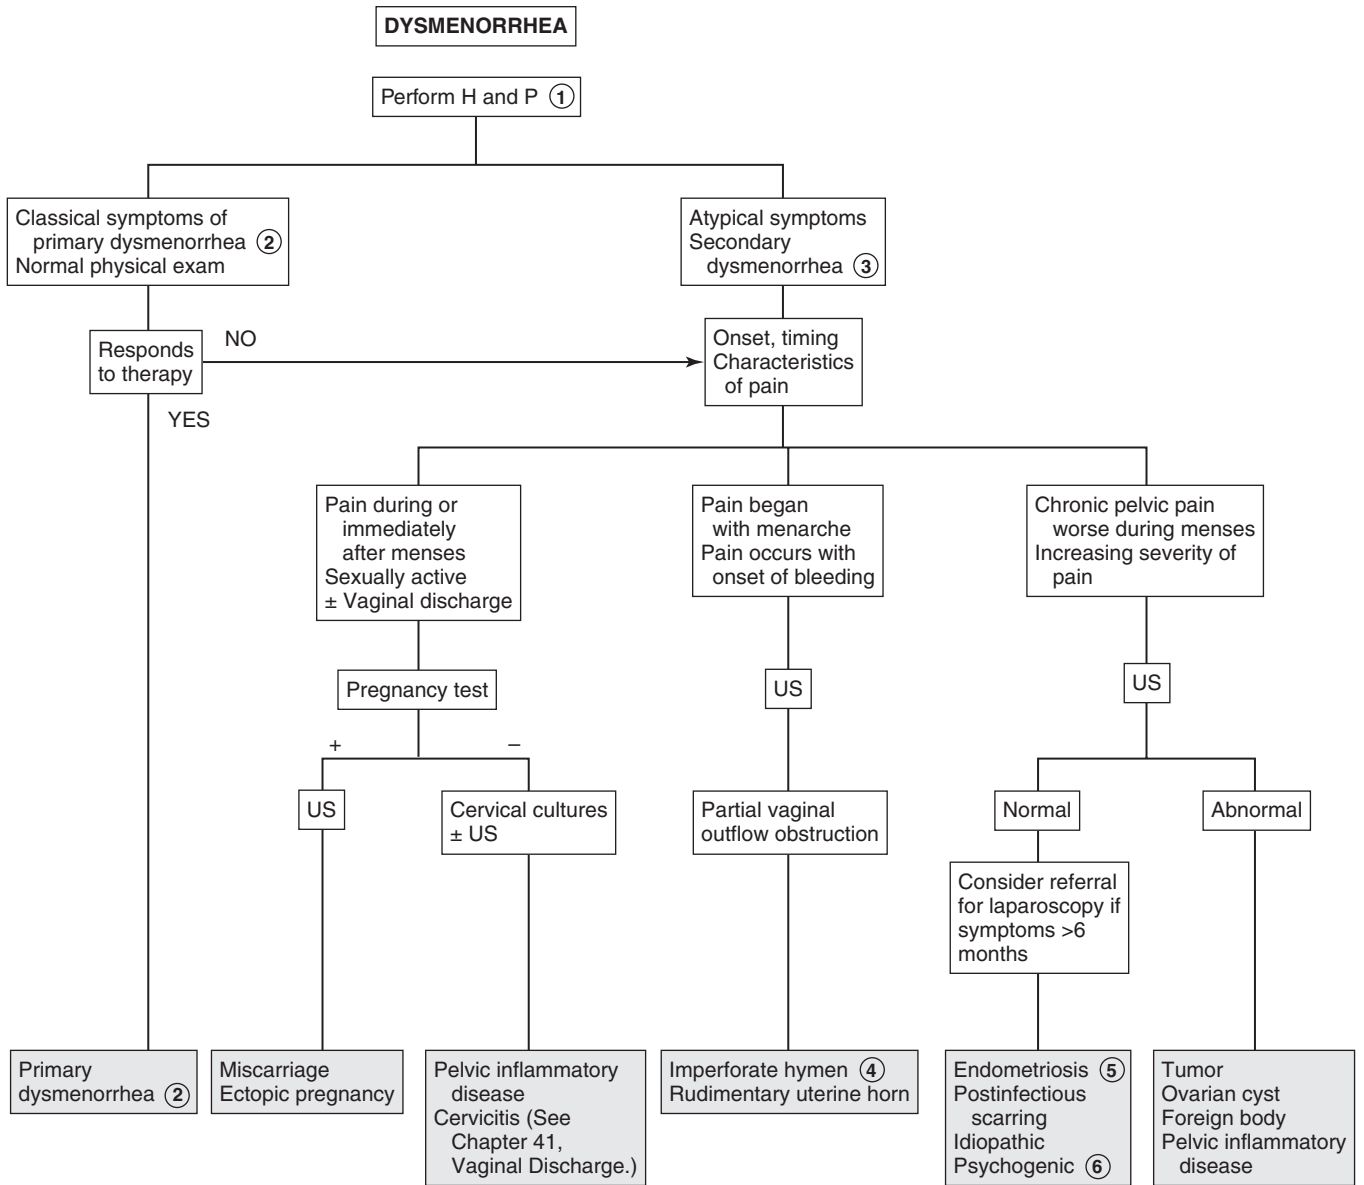 DYSMENORRHEA
Perform H and P 1
Classical symptoms of
primary dysmenorrhea 2
Normal physical exam
Atypical symptoms
Secondary
dysmenorrhea 3
Responds
to therapy
NO
YES
Onset, timing
Characteristics
of pain
Pain during or
immediately
after menses
Sexually active
± Vaginal discharge
Pain began
with menarche
Pain occurs with
onset of bleeding
Chronic pelvic pain
worse during menses
Increasing severity of
pain
Pregnancy test
US
US
+
–
US
Cervical cultures
± US
Partial vaginal
outflow obstruction
Normal
Abnormal
Consider referral
for laparoscopy if
symptoms >6
months
Primary
dysmenorrhea 2
Miscarriage
Ectopic pregnancy
Pelvic inflammatory
disease
Cervicitis (See
Chapter 41,
Vaginal Discharge.)
Imperforate hymen 4
Rudimentary uterine horn
Endometriosis 5
Postinfectious
scarring
Idiopathic
Psychogenic 6
Tumor
Ovarian cyst
Foreign body
Pelvic inflammatory
disease